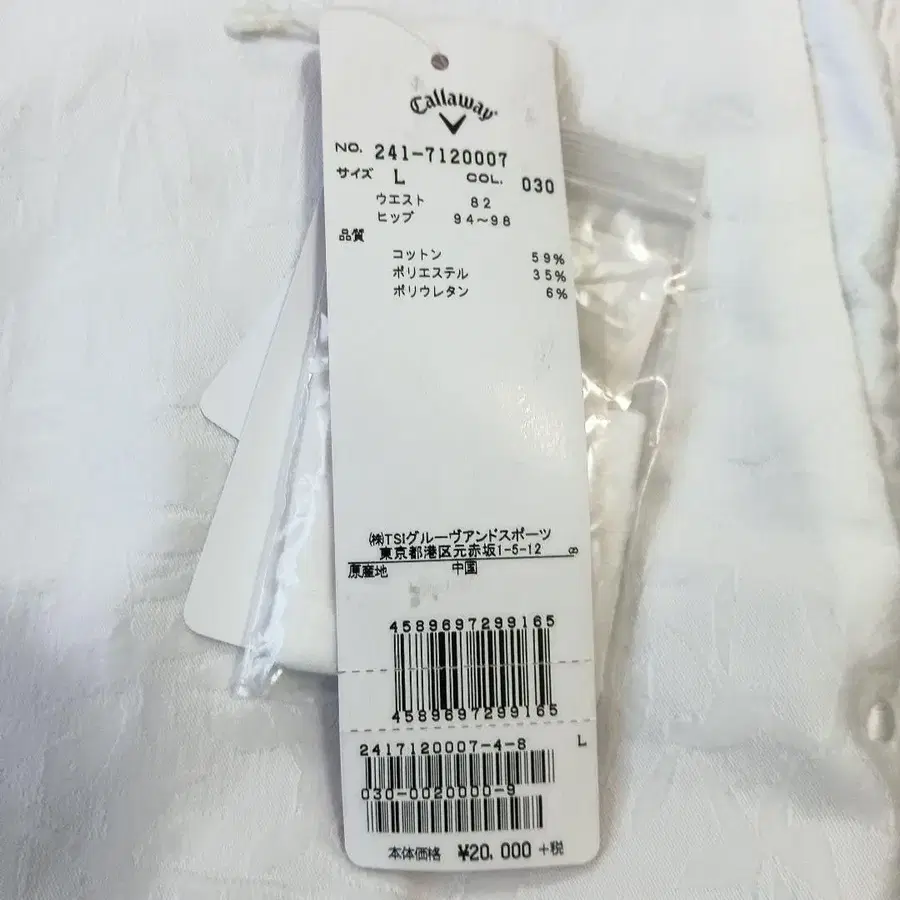 Callaway
NO. 241-7120007
サイズ L COL. 030
ウエスト 82
ヒップ 94～98
品質
コットン 59%
ポリエステル 35%
ポリウレタン 6%
㈱TSIグルーヴアンドスポーツ
東京都港区元赤坂1-5-12 8
原産地 中国
4589697299165
4589697299165
2417120007-4-8 L
030-0020000-9
本体価格 ¥20,000 +税